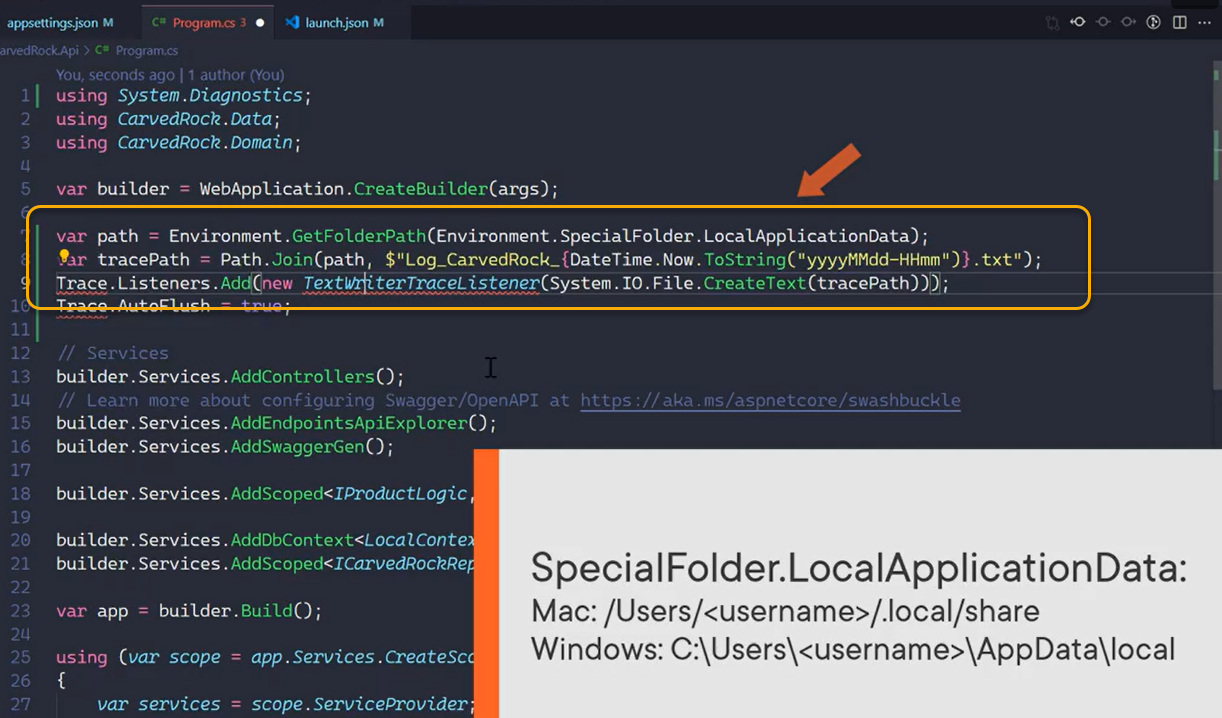 appsettings.json M
C# Program.cs 3 ●
launch.json M
arvedRock.Api > C# Program.cs
You, seconds ago | 1 author (You)
1 using System.Diagnostics;
2 using CarvedRock.Data;
3 using CarvedRock.Domain;
4
5 var builder = WebApplication.CreateBuilder(args);
6
7 var path = Environment.GetFolderPath(Environment.SpecialFolder.LocalApplicationData);
8 var tracePath = Path.Join(path, $"Log_CarvedRock_{DateTime.Now.ToString("yyyyMMdd-HHmm")}.txt");
9 Trace.Listeners.Add(new TextWriterTraceListener(System.IO.File.CreateText(tracePath)));
10 Trace.AutoFlush = true;
11
12 // Services
13 builder.Services.AddControllers();
14 // Learn more about configuring Swagger/OpenAPI at https://aka.ms/aspnetcore/swashbuckle
15 builder.Services.AddEndpointsApiExplorer();
16 builder.Services.AddSwaggerGen();
17
18 builder.Services.AddScoped<IProductLogic,
19
20 builder.Services.AddDbContext<LocalContex
21 builder.Services.AddScoped<ICarvedRockRep
22
23 var app = builder.Build();
24
25 using (var scope = app.Services.CreateSco
26 {
27 var services = scope.ServiceProvider;
SpecialFolder.LocalApplicationData:
Mac: /Users/<username>/.local/share
Windows: C:\Users\<username>\AppData\local